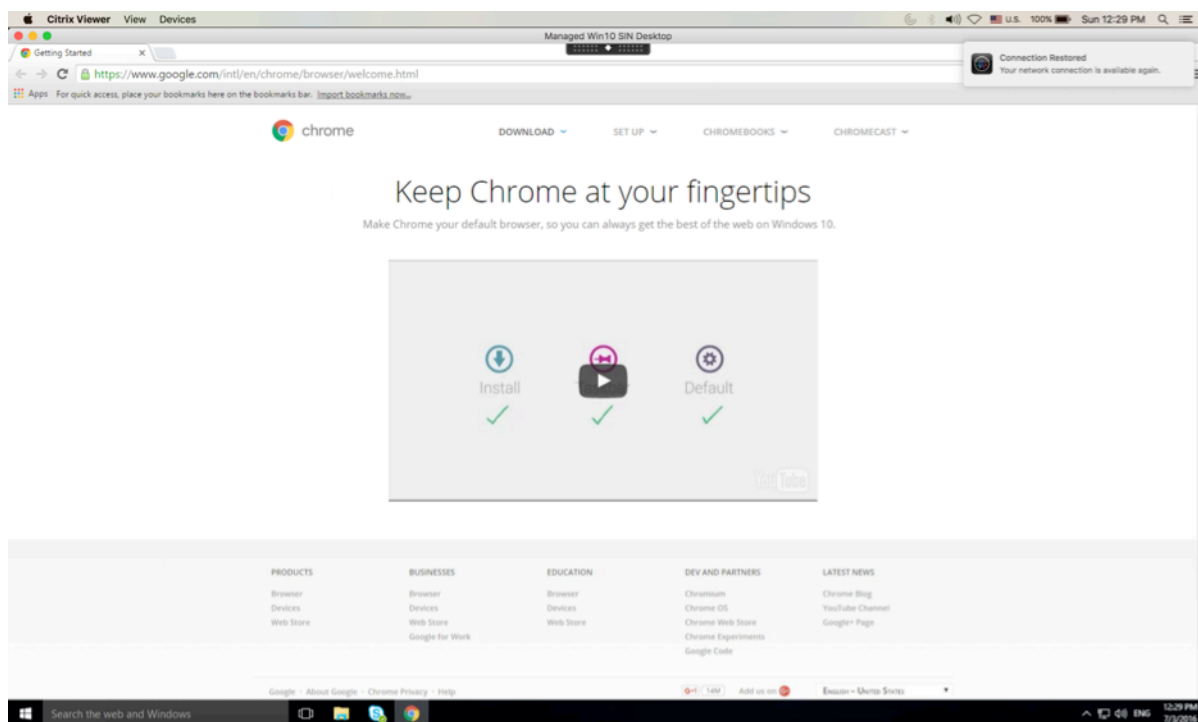 Citrix Viewer View Devices U.S. 100% Sun 12:29 PM
Managed Win10 SIN Desktop
Getting Started
Connection Restored
Your network connection is available again.
https://www.google.com/intl/en/chrome/browser/welcome.html
Apps For quick access, place your bookmarks here on the bookmarks bar. Import bookmarks now...
chrome DOWNLOAD SET UP CHROMEBOOKS CHROMECAST
Keep Chrome at your fingertips
Make Chrome your default browser, so you can always get the best of the web on Windows 10.
Install Default
YouTube
PRODUCTS BUSINESSES EDUCATION DEV AND PARTNERS LATEST NEWS
Browser Browser Browser Chromium Chrome Blog
Devices Devices Devices Chrome OS YouTube Channel
Web Store Web Store Web Store Chrome Web Store Google+ Page
Google for Work Chrome Experiments
Google Code
Google · About Google · Chrome Privacy · Help G+1 14M Add us on English - United States
Search the web and Windows ENG 12:29 PM